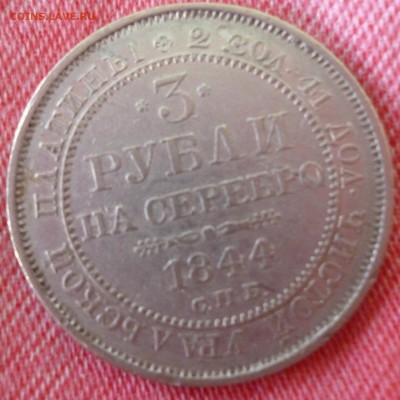 COINS.LAVE.RU
* 3 *
РУБЛИ
НА СЕРЕБРО
1844
С.П.Б.
* 2 ЗОЛ. 41 ДОЛ. ЧИСТОЙ УРАЛЬСКОЙ ПЛАТИНЫ